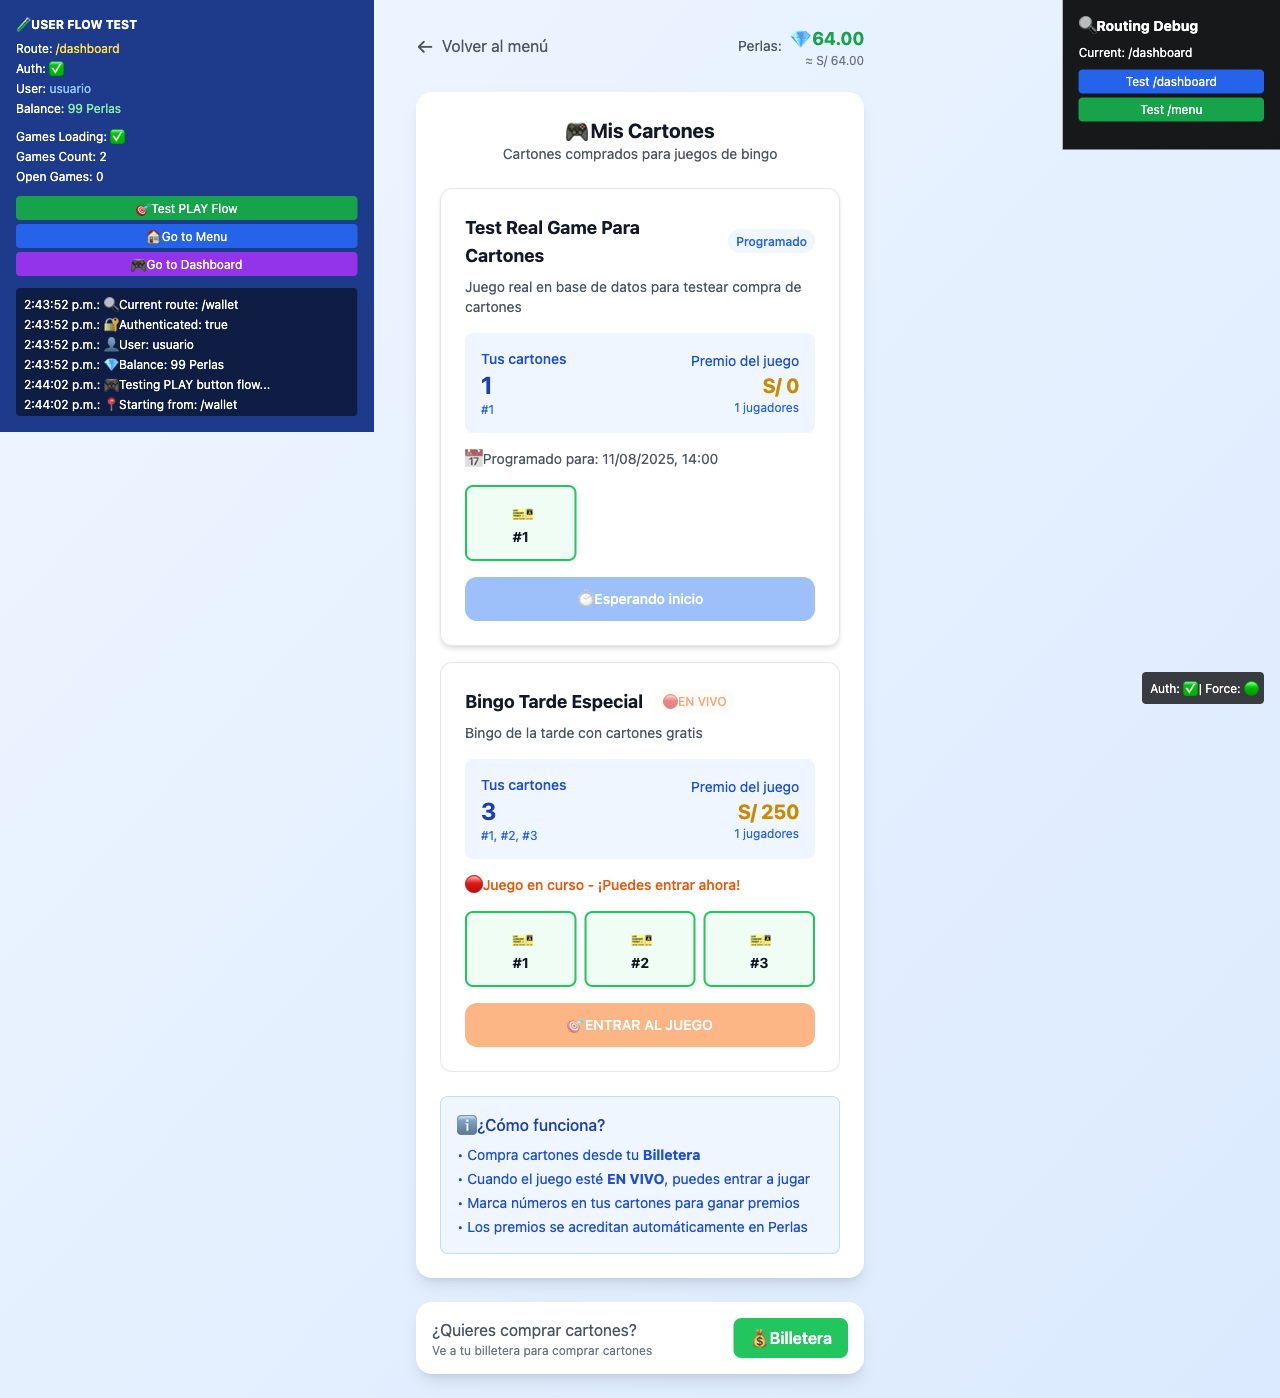 USER FLOW TEST
Route: /dashboard
Auth: ✅
User: usuario
Balance: 99 Perlas
Games Loading: ✅
Games Count: 2
Open Games: 0
🎯Test PLAY Flow
🏠Go to Menu
🎮Go to Dashboard
2:43:52 p.m.: 🔍Current route: /wallet
2:43:52 p.m.: 🔐Authenticated: true
2:43:52 p.m.: 👤User: usuario
2:43:52 p.m.: 💎Balance: 99 Perlas
2:44:02 p.m.: 🎮Testing PLAY button flow...
2:44:02 p.m.: 📍Starting from: /wallet
← Volver al menú
Perlas: 💎64.00
≈ S/ 64.00
🎮Mis Cartones
Cartones comprados para juegos de bingo
Test Real Game Para
Cartones
Programado
Juego real en base de datos para testear compra de
cartones
Tus cartones
1
#1
Premio del juego
S/ 0
1 jugadores
📅Programado para: 11/08/2025, 14:00
🎫
#1
⏱Esperando inicio
Bingo Tarde Especial
🔴EN VIVO
Bingo de la tarde con cartones gratis
Tus cartones
3
#1, #2, #3
Premio del juego
S/ 250
1 jugadores
🔴Juego en curso - ¡Puedes entrar ahora!
#1
#2
#3
🎯ENTRAR AL JUEGO
ℹ️¿Cómo funciona?
• Compra cartones desde tu Billetera
• Cuando el juego esté EN VIVO, puedes entrar a jugar
• Marca números en tus cartones para ganar premios
• Los premios se acreditan automáticamente en Perlas
¿Quieres comprar cartones?
Ve a tu billetera para comprar cartones
💰Billetera
🔍Routing Debug
Current: /dashboard
Test /dashboard
Test /menu
Auth: ✅| Force: 🟢